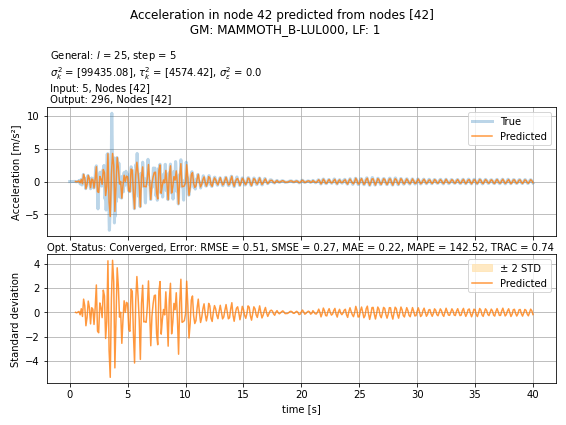 Acceleration in node 42 predicted from nodes [42]
GM: MAMMOTH_B-LUL000, LF: 1
General: l = 25, step = 5
σ²_k = [99435.08], τ²_k = [4574.42], σ²_ε = 0.0
Input: 5, Nodes [42]
Output: 296, Nodes [42]
10
5
0
−5
Acceleration [m/s²]
True
Predicted
Opt. Status: Converged, Error: RMSE = 0.51, SMSE = 0.27, MAE = 0.22, MAPE = 142.52, TRAC = 0.74
4
2
0
−2
−4
Standard deviation
± 2 STD
Predicted
0 5 10 15 20 25 30 35 40
time [s]